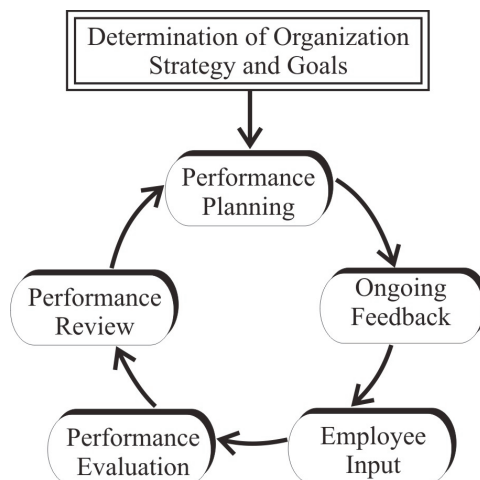 Determination of Organization
Strategy and Goals
Performance
Planning
Ongoing
Feedback
Employee
Input
Performance
Evaluation
Performance
Review